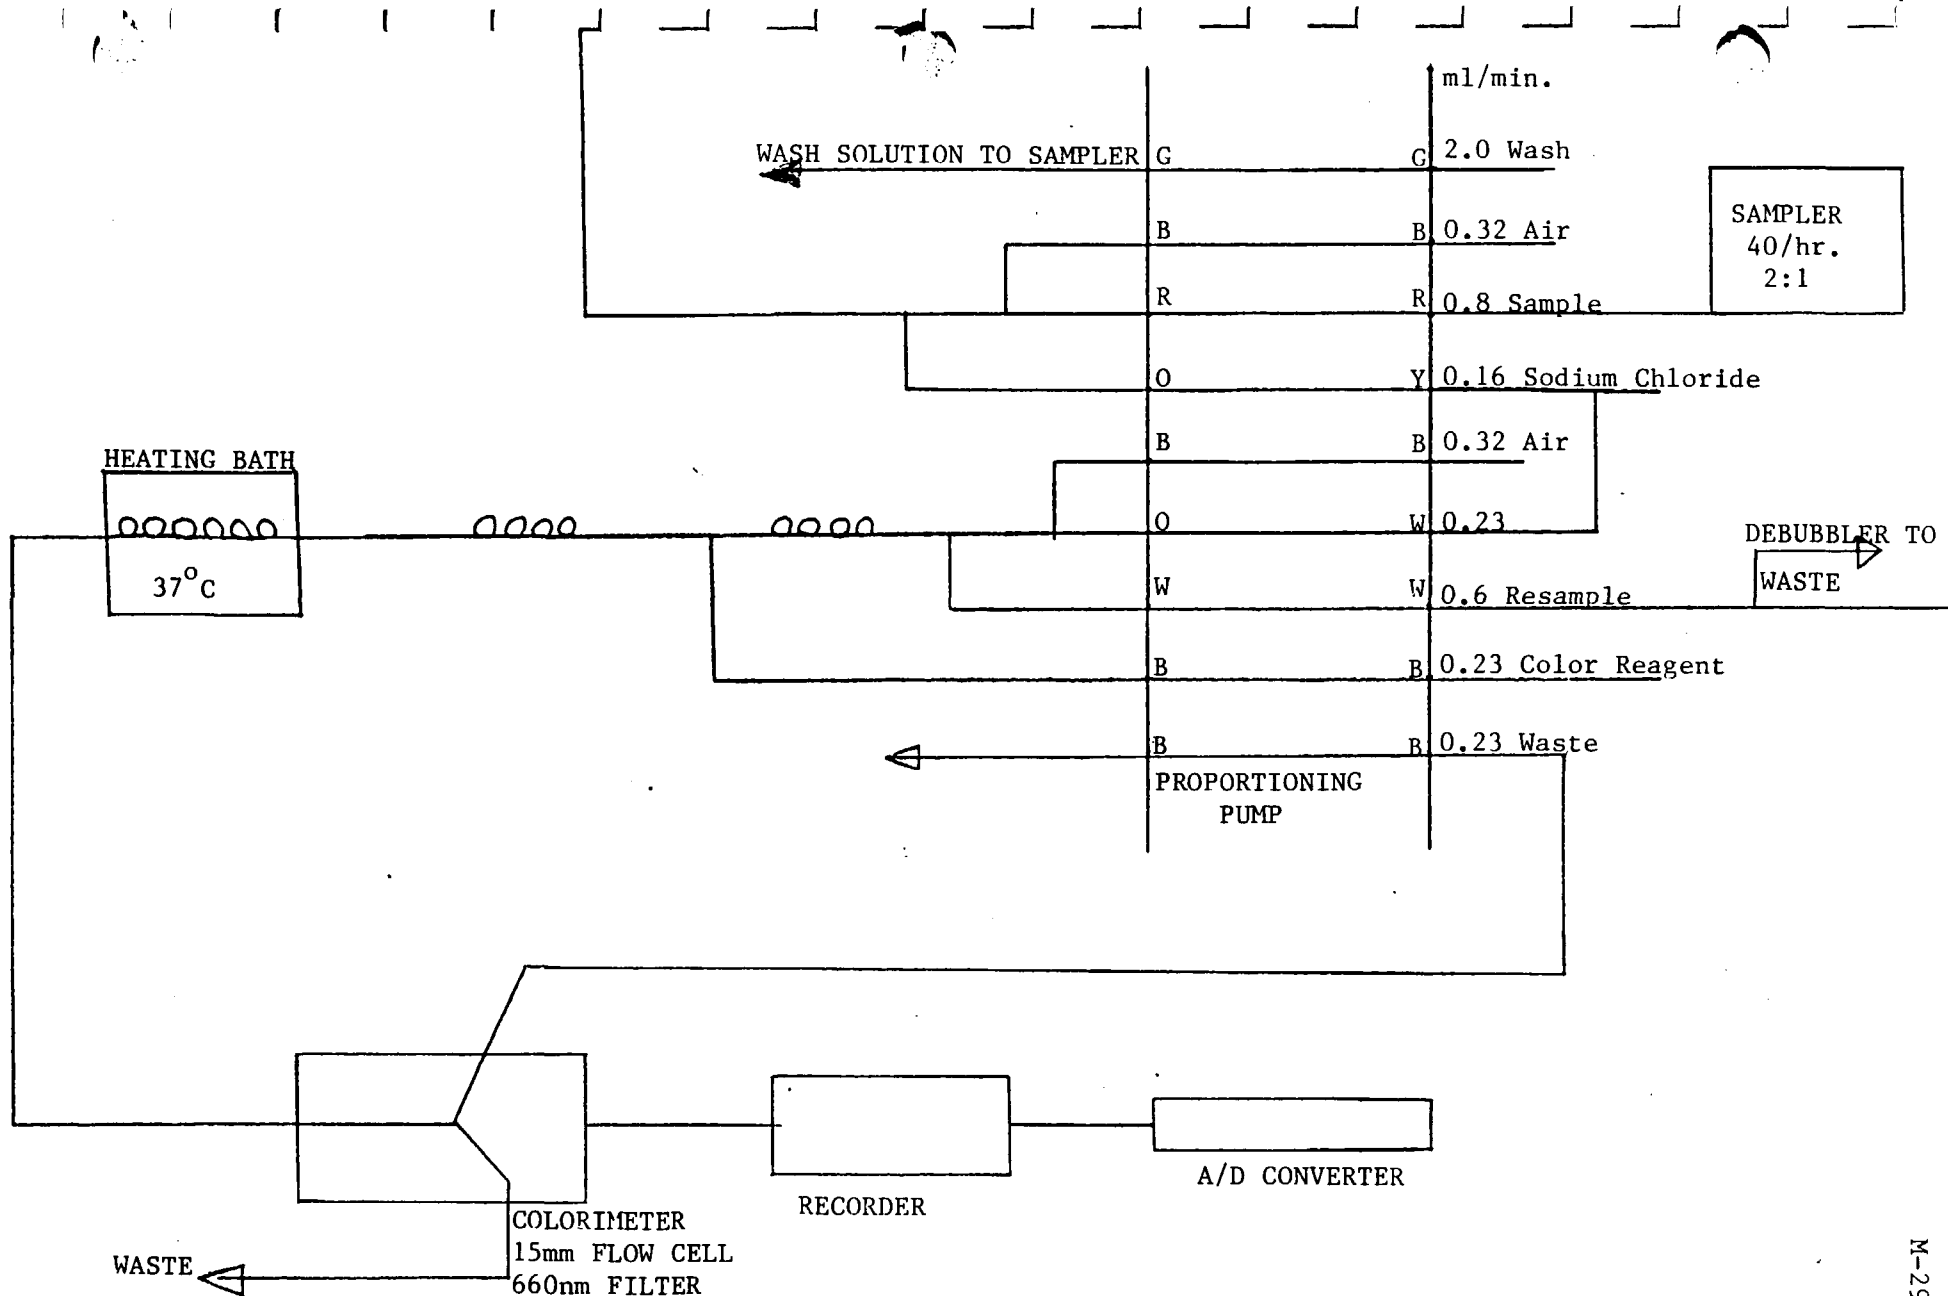 ml/min.
WASH SOLUTION TO SAMPLER G G 2.0 Wash
B B 0.32 Air
SAMPLER
40/hr.
2:1
R R 0.8 Sample
O Y 0.16 Sodium Chloride
B B 0.32 Air
HEATING BATH
37°C
O W 0.23
DEBUBBLER TO
WASTE
W W 0.6 Resample
B B 0.23 Color Reagent
B B 0.23 Waste
PROPORTIONING
PUMP
A/D CONVERTER
RECORDER
COLORIMETER
15mm FLOW CELL
660nm FILTER
WASTE
M-29